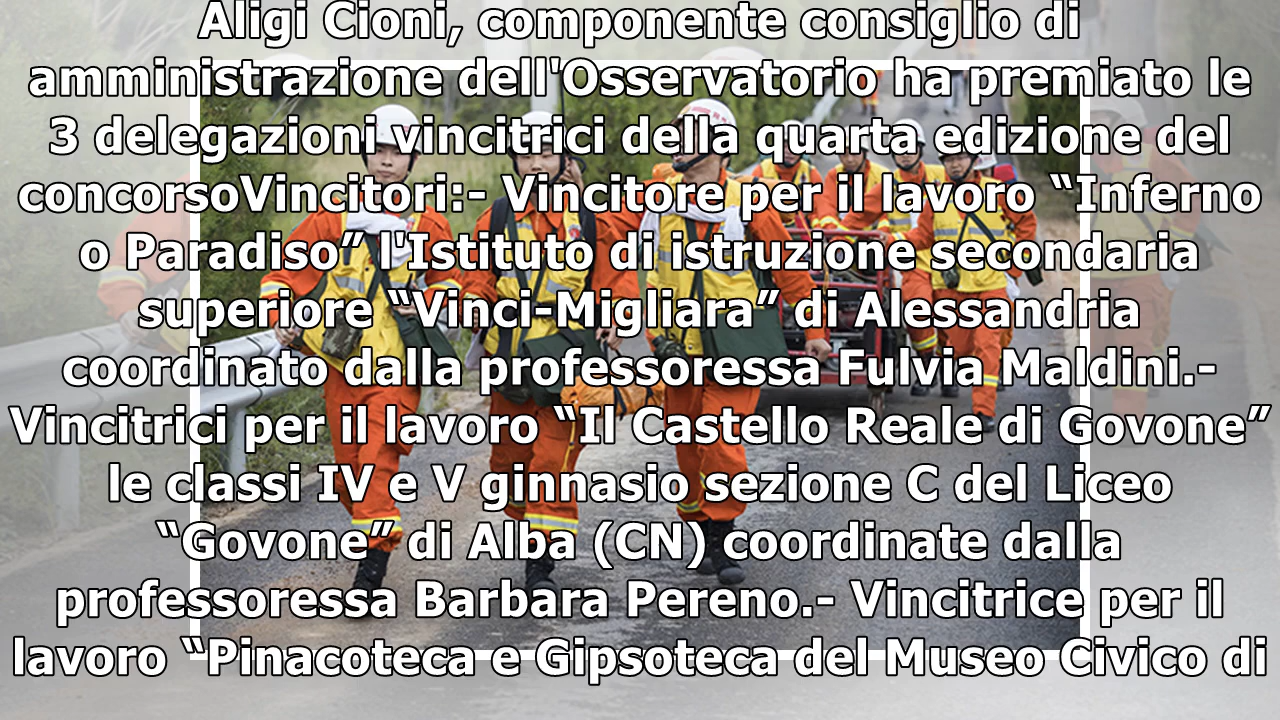 Aligi Cioni, componente consiglio di
amministrazione dell'Osservatorio ha premiato le
3 delegazioni vincitrici della quarta edizione del
concorsoVincitori:- Vincitore per il lavoro “Inferno
o Paradiso” l'Istituto di istruzione secondaria
superiore “Vinci-Migliara” di Alessandria
coordinato dalla professoressa Fulvia Maldini.-
Vincitrici per il lavoro “Il Castello Reale di Govone”
le classi IV e V ginnasio sezione C del Liceo
“Govone” di Alba (CN) coordinate dalla
professoressa Barbara Pereno.- Vincitrice per il
lavoro “Pinacoteca e Gipsoteca del Museo Civico di